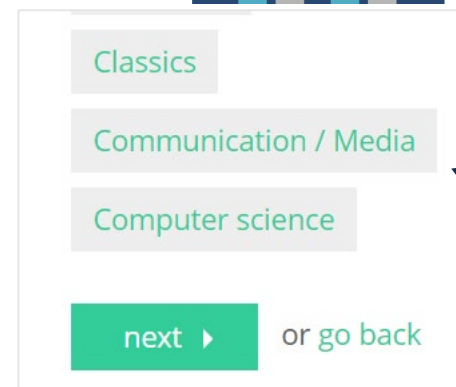 Classics
Communication / Media
Computer science
next or go back